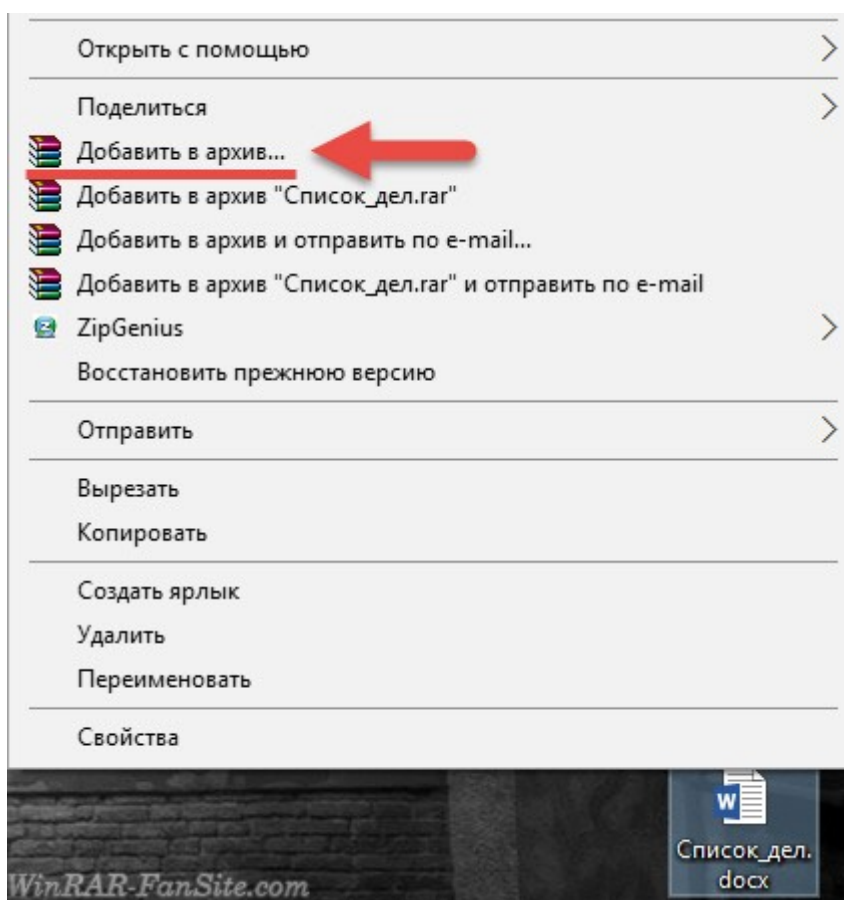 Открыть с помощью
Поделиться
Добавить в архив...
Добавить в архив "Список_дел.rar"
Добавить в архив и отправить по e-mail...
Добавить в архив "Список_дел.rar" и отправить по e-mail
ZipGenius
Восстановить прежнюю версию
Отправить
Вырезать
Копировать
Создать ярлык
Удалить
Переименовать
Свойства
W
Список_дел.
docx
WinRAR-FanSite.com